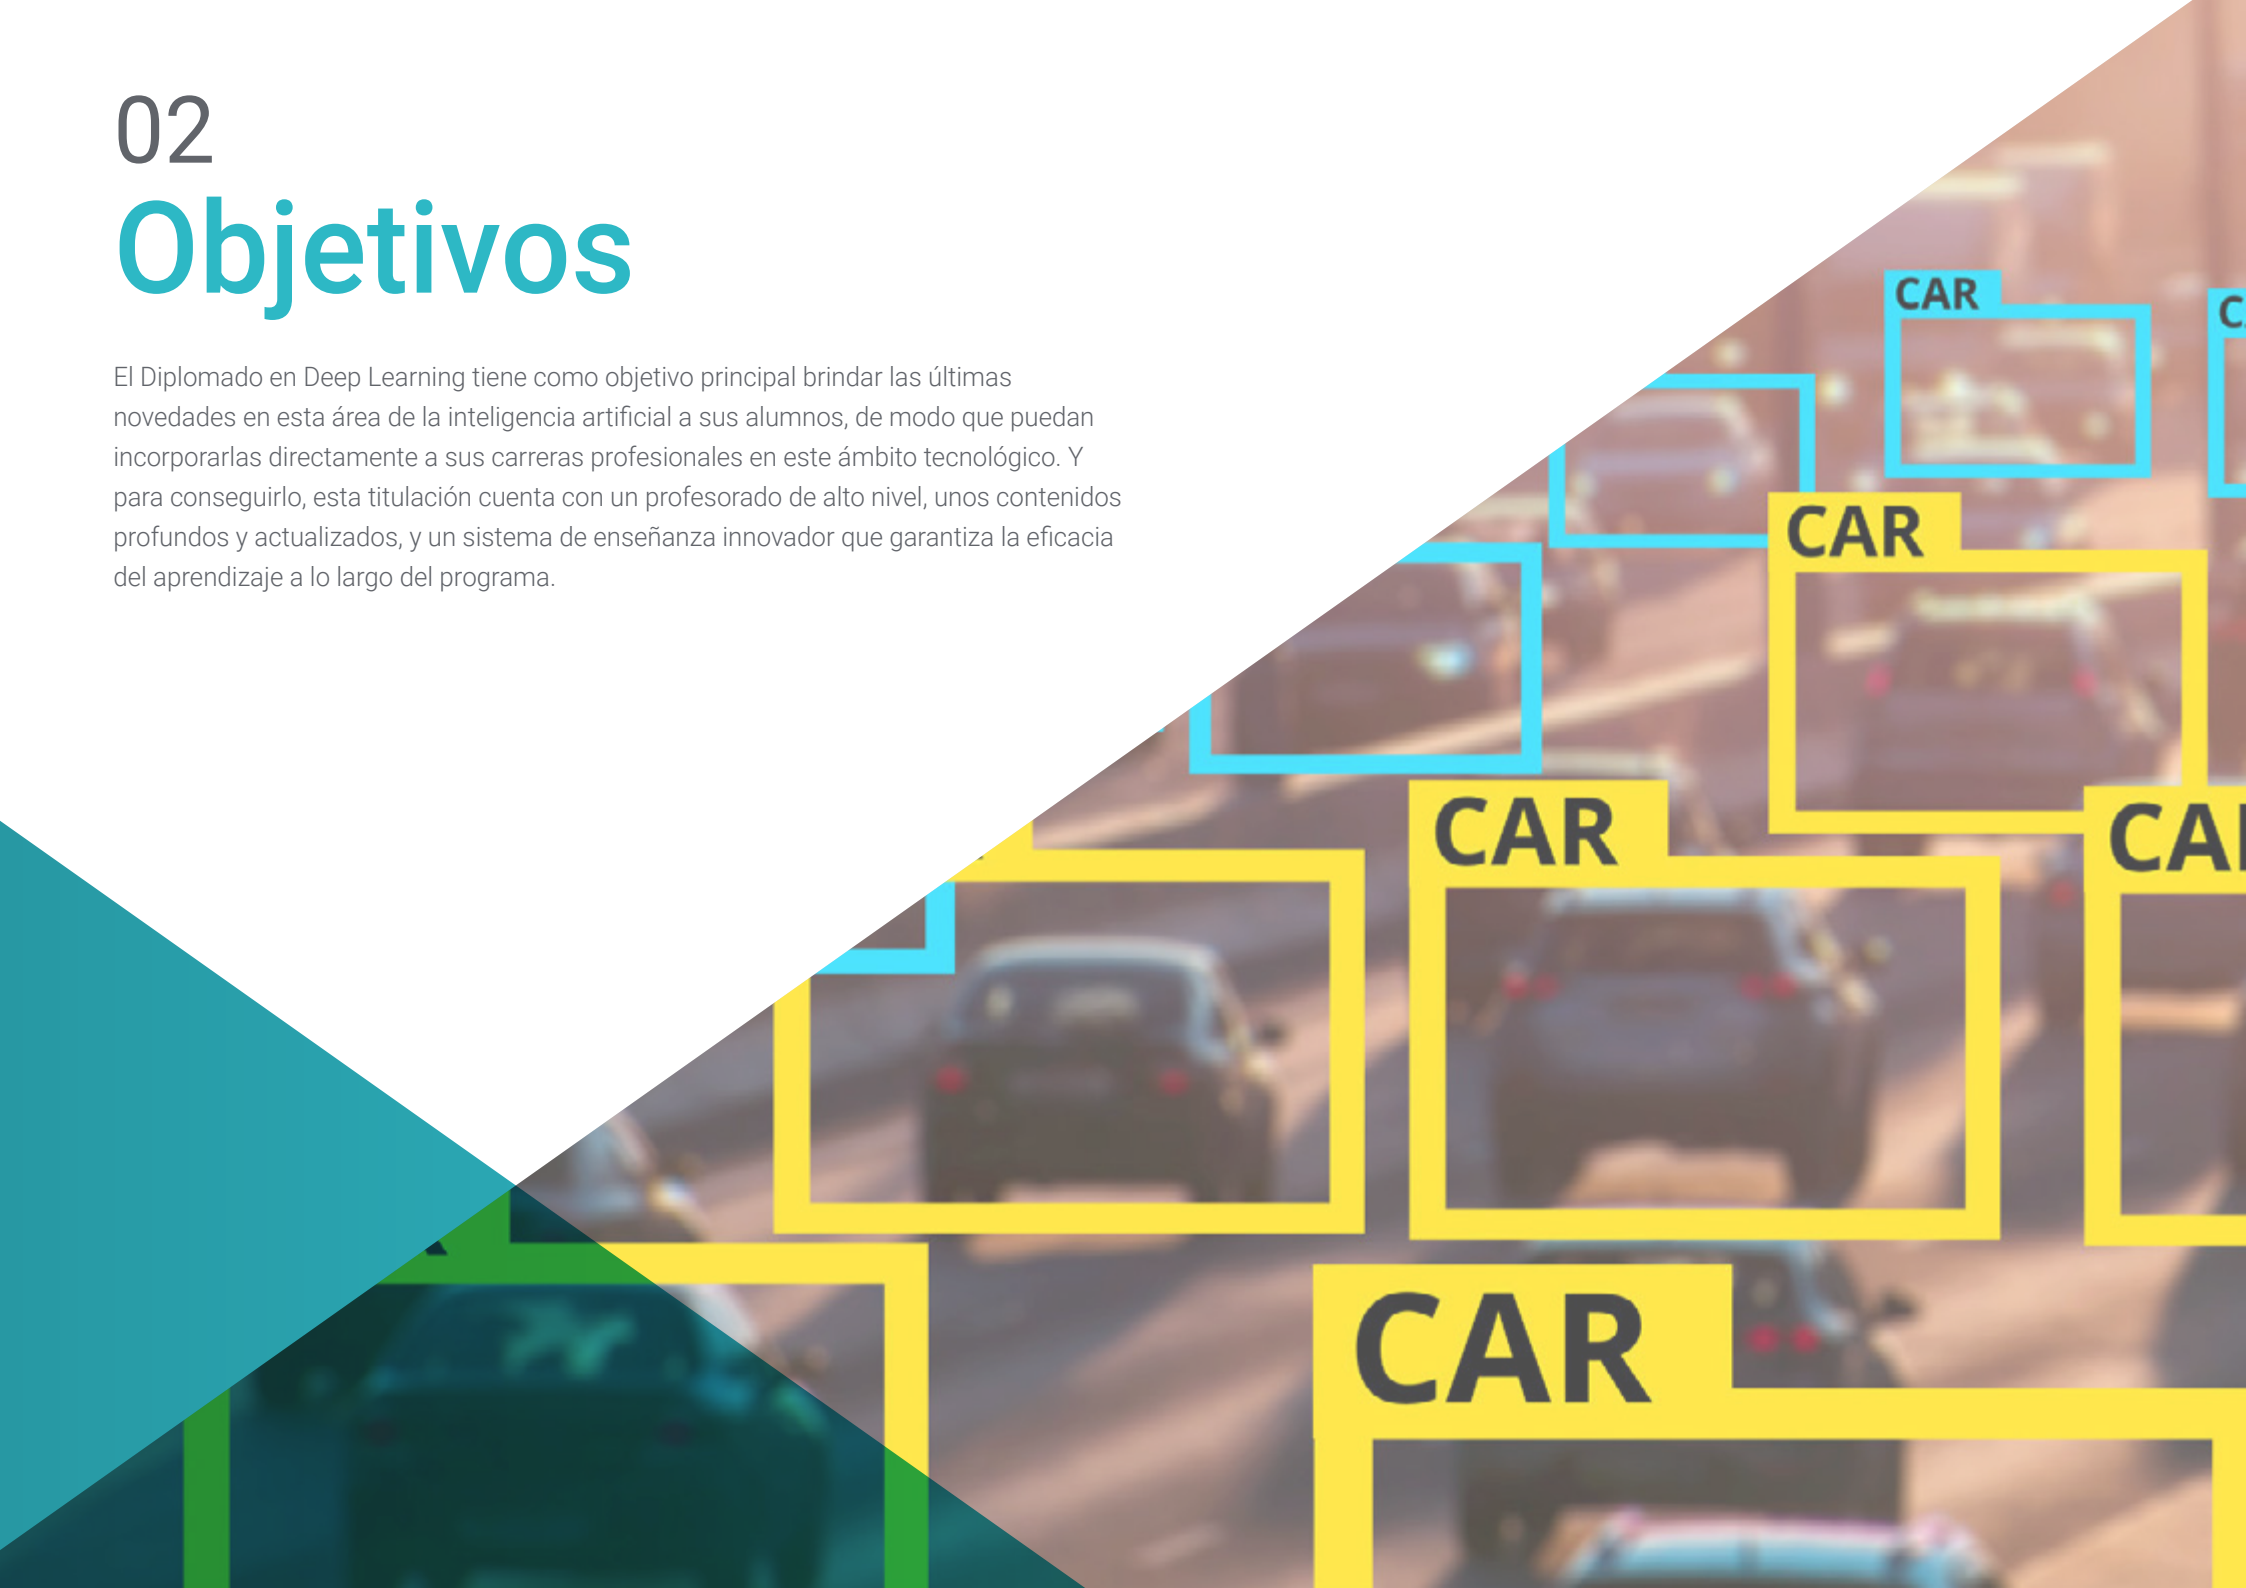 02
Objetivos
El Diplomado en Deep Learning tiene como objetivo principal brindar las últimas
novedades en esta área de la inteligencia artificial a sus alumnos, de modo que puedan
incorporarlas directamente a sus carreras profesionales en este ámbito tecnológico. Y
para conseguirlo, esta titulación cuenta con un profesorado de alto nivel, unos contenidos
profundos y actualizados, y un sistema de enseñanza innovador que garantiza la eficacia
del aprendizaje a lo largo del programa.
CAR
CAR
CAR
CAR